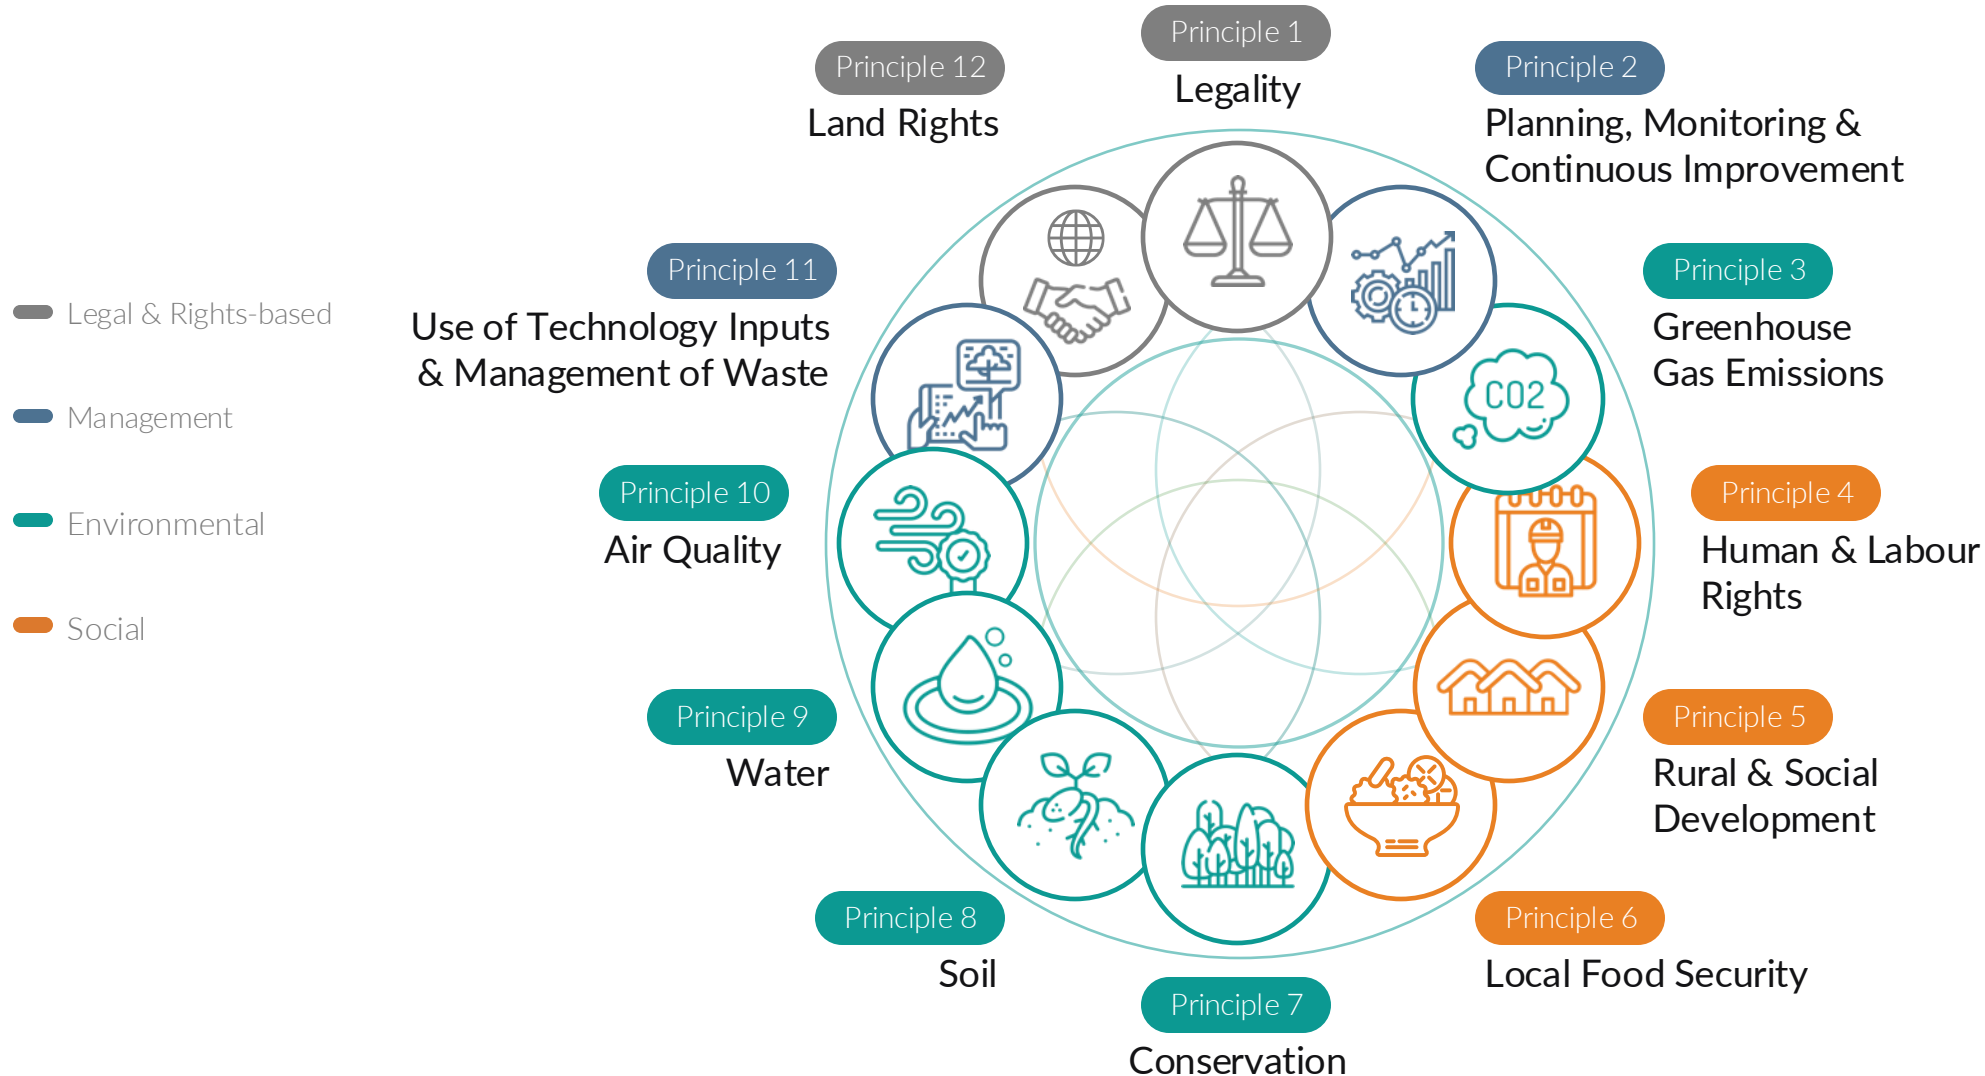 Legal & Rights-based
Management
Environmental
Social
Principle 1
Legality
Principle 2
Planning, Monitoring &
Continuous Improvement
Principle 3
Greenhouse
Gas Emissions
CO2
Principle 4
Human & Labour
Rights
Principle 5
Rural & Social
Development
Principle 6
Local Food Security
Principle 7
Conservation
Principle 8
Soil
Principle 9
Water
Principle 10
Air Quality
Principle 11
Use of Technology Inputs
& Management of Waste
Principle 12
Land Rights